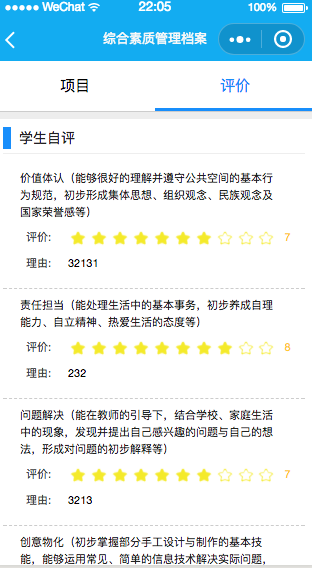 WeChat
22:05
100%
综合素质管理档案
项目
评价
学生自评
价值体认（能够很好的理解并遵守公共空间的基本行
为规范，初步形成集体思想、组织观念、民族观念及
国家荣誉感等）
评价:
7
理由:
32131
责任担当（能处理生活中的基本事务，初步养成自理
能力、自立精神、热爱生活的态度等）
评价:
8
理由:
232
问题解决（能在教师的引导下，结合学校、家庭生活
中的现象，发现并提出自己感兴趣的问题与自己的想
法，形成对问题的初步解释等）
评价:
7
理由:
3213
创意物化（初步掌握部分手工设计与制作的基本技
能，能够运用常见、简单的信息技术解决实际问题，